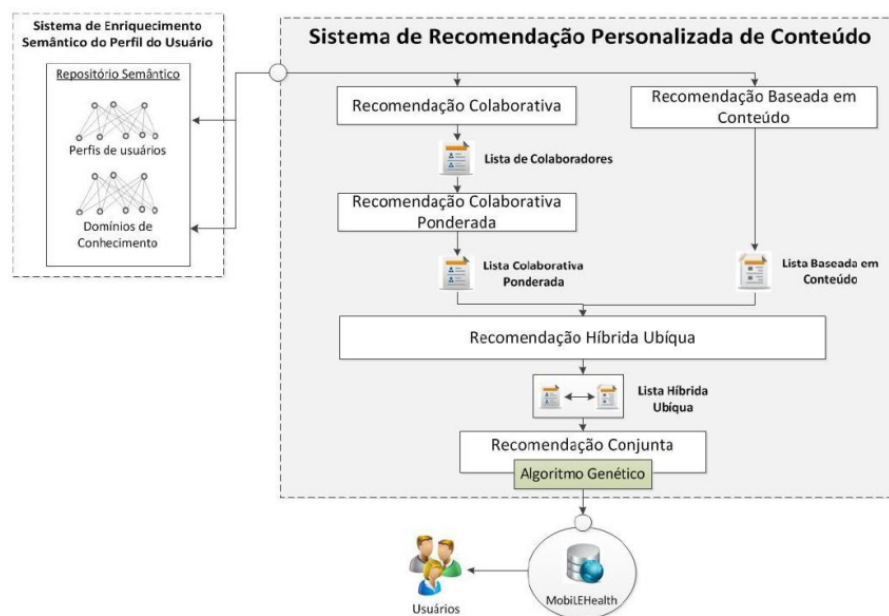 Sistema de Enriquecimento
Semântico do Perfil do Usuário
Repositório Semântico
Perfis de usuários
Domínios de
Conhecimento
Sistema de Recomendação Personalizada de Conteúdo
Recomendação Colaborativa
Recomendação Baseada em
Conteúdo
Lista de Colaboradores
Recomendação Colaborativa
Ponderada
Lista Colaborativa
Ponderada
Lista Baseada em
Conteúdo
Recomendação Híbrida Ubíqua
Lista Híbrida
Ubíqua
Recomendação Conjunta
Algoritmo Genético
Usuários
MobiLEHealth